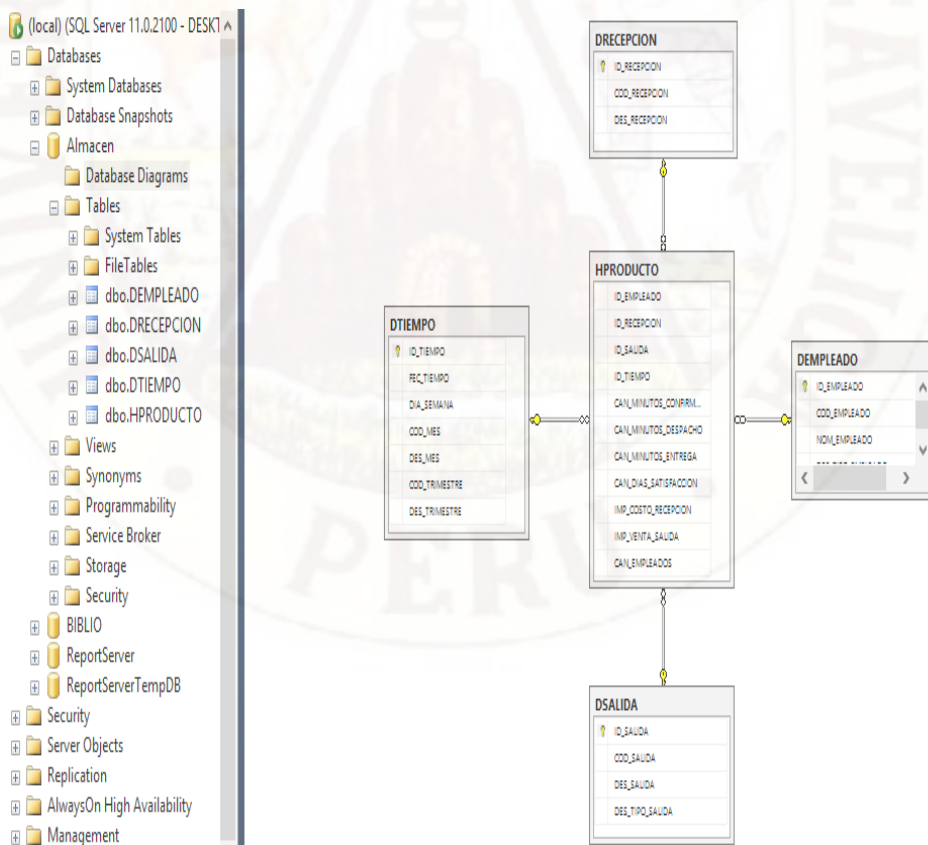 (local) (SQL Server 11.0.2100 - DESKT
Databases
System Databases
Database Snapshots
Almacen
Database Diagrams
Tables
System Tables
FileTables
dbo.DEMPLEADO
dbo.DRECEPCION
dbo.DSALIDA
dbo.DTIEMPO
dbo.HPRODUCTO
Views
Synonyms
Programmability
Service Broker
Storage
Security
BIBLIO
ReportServer
ReportServerTempDB
Security
Server Objects
Replication
AlwaysOn High Availability
Management
DRECEPCION
ID_RECEPCION
COD_RECEPCION
DES_RECEPCION
HPRODUCTO
ID_EMPLEADO
ID_RECEPCION
ID_SALIDA
ID_TIEMPO
CAN_MINUTOS_CONFIRM...
CAN_MINUTOS_DESPACHO
CAN_MINUTOS_ENTREGA
CAN_DIAS_SATISFACCION
IMP_COSTO_RECEPCION
IMP_VENTA_SALIDA
CAN_EMPLEADOS
DTIEMPO
ID_TIEMPO
FEC_TIEMPO
DIA_SEMANA
COD_MES
DES_MES
COD_TRIMESTRE
DES_TRIMESTRE
DEMPLEADO
ID_EMPLEADO
COD_EMPLEADO
NOM_EMPLEADO
DSALIDA
ID_SALIDA
COD_SALIDA
DES_SALIDA
DES_TIPO_SALIDA
PERU